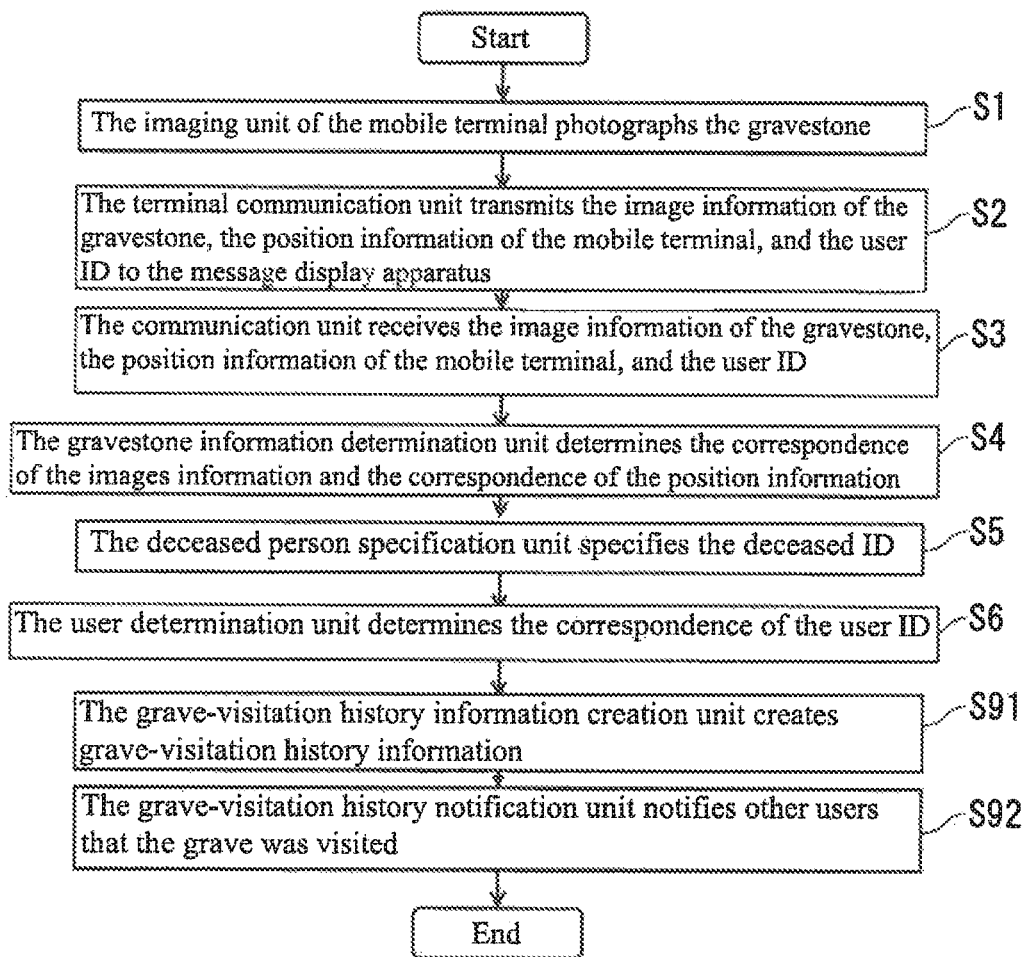 Start
The imaging unit of the mobile terminal photographs the gravestone
S1
The terminal communication unit transmits the image information of the
gravestone, the position information of the mobile terminal, and the user
ID to the message display apparatus
S2
The communication unit receives the image information of the gravestone,
the position information of the mobile terminal, and the user ID
S3
The gravestone information determination unit determines the correspondence
of the images information and the correspondence of the position information
S4
The deceased person specification unit specifies the deceased ID
S5
The user determination unit determines the correspondence of the user ID
S6
The grave-visitation history information creation unit creates
grave-visitation history information
S91
The grave-visitation history notification unit notifies other users
that the grave was visited
S92
End